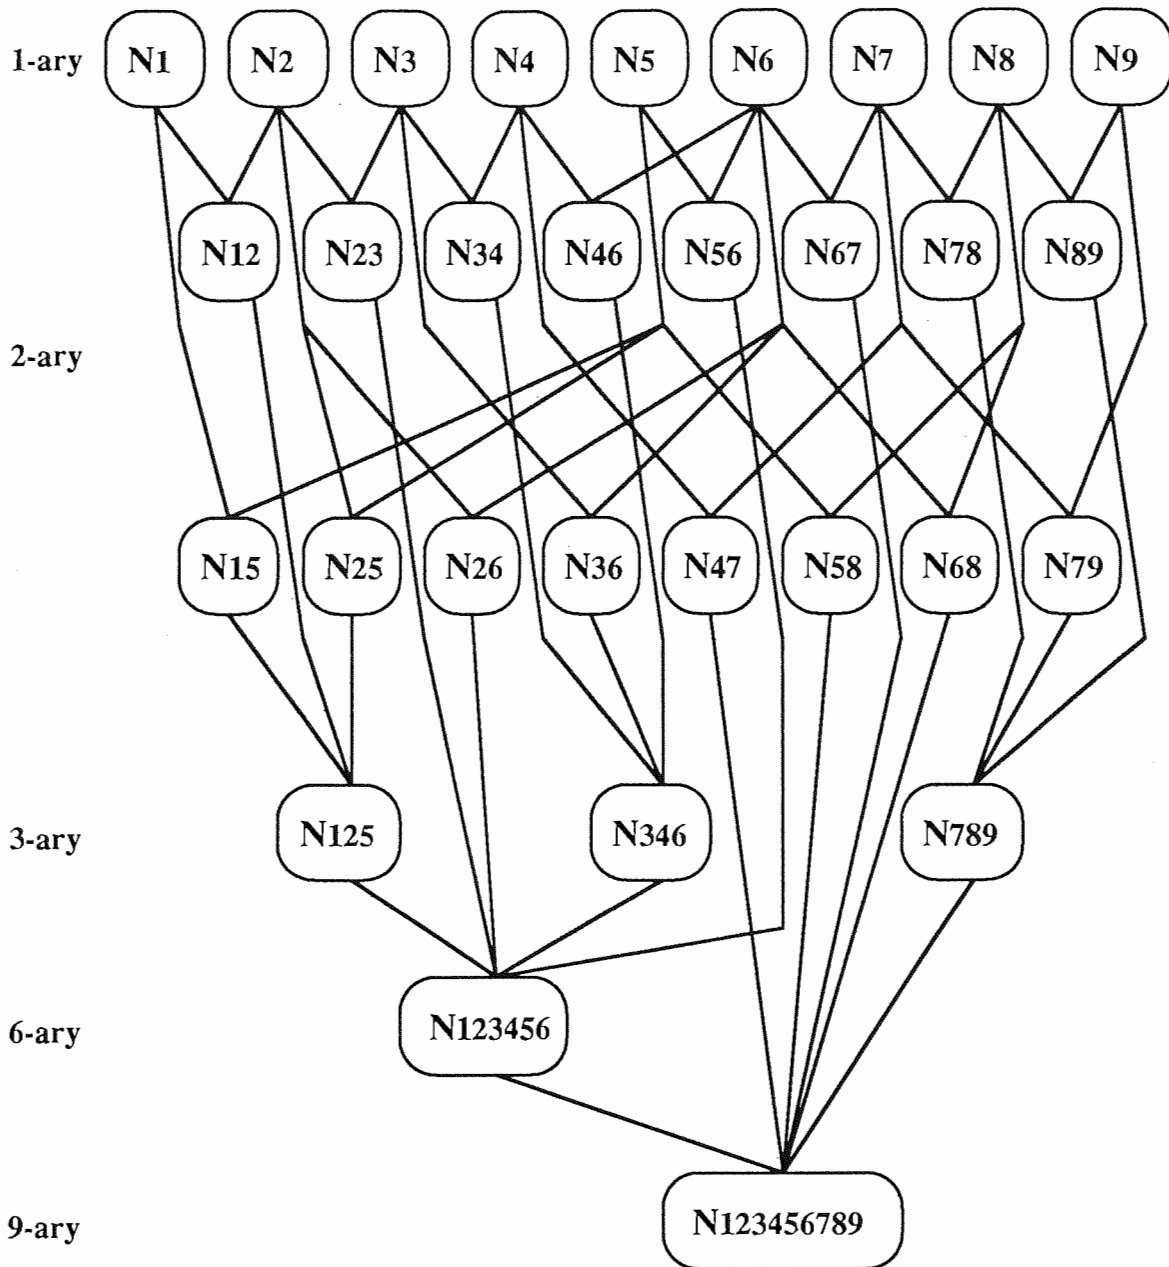 1-ary N1 N2 N3 N4 N5 N6 N7 N8 N9
N12 N23 N34 N46 N56 N67 N78 N89
2-ary
N15 N25 N26 N36 N47 N58 N68 N79
3-ary N125 N346 N789
6-ary N123456
9-ary N123456789